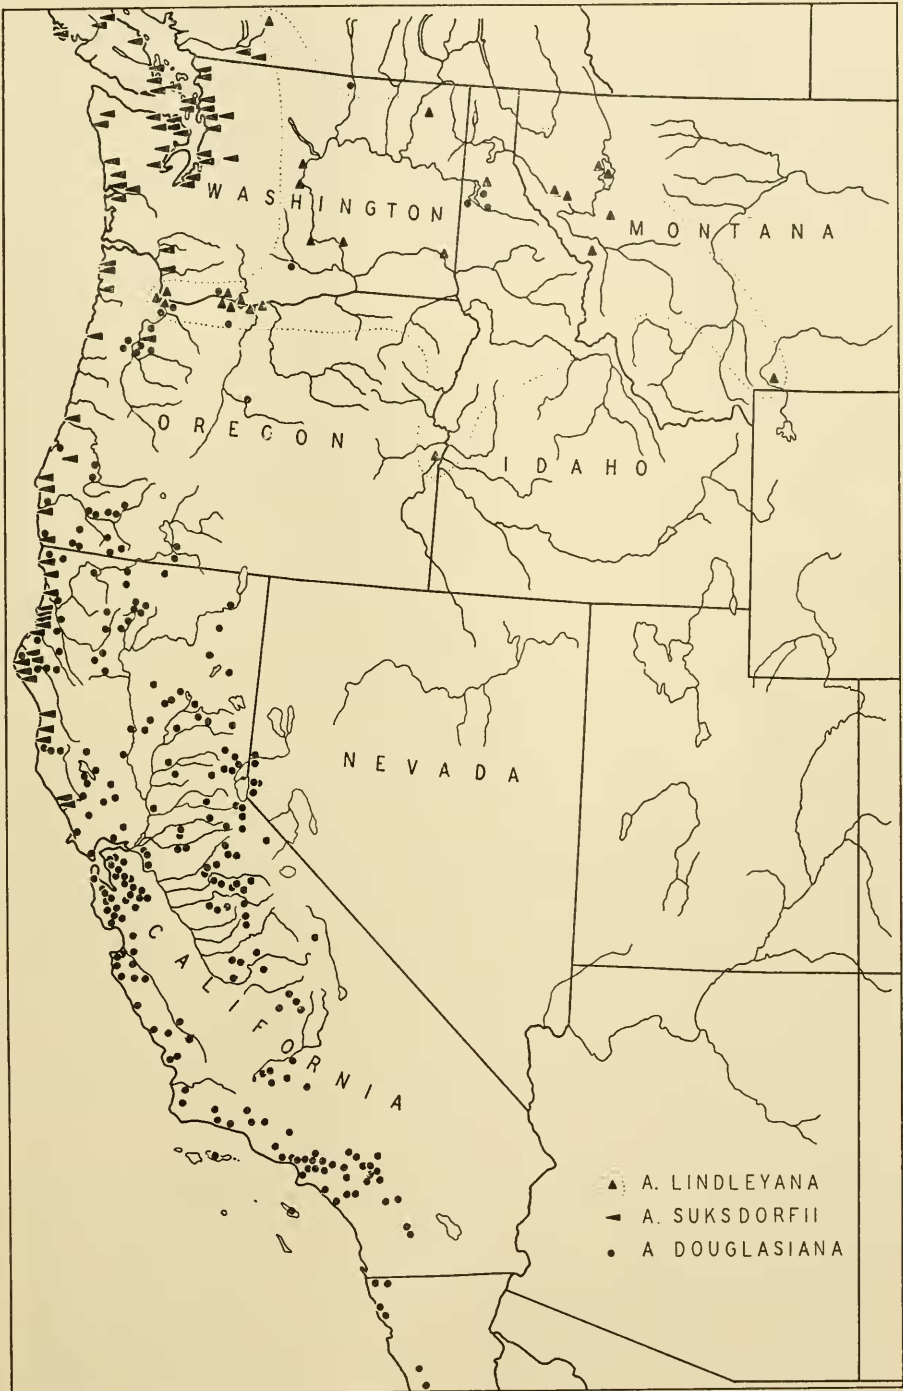 WASHINGTON
MONTANA
OREGON
IDAHO
NEVADA
CALIFORNIA
A. LINDLEYANA
A. SUKSDORFII
A DOUGLASIANA